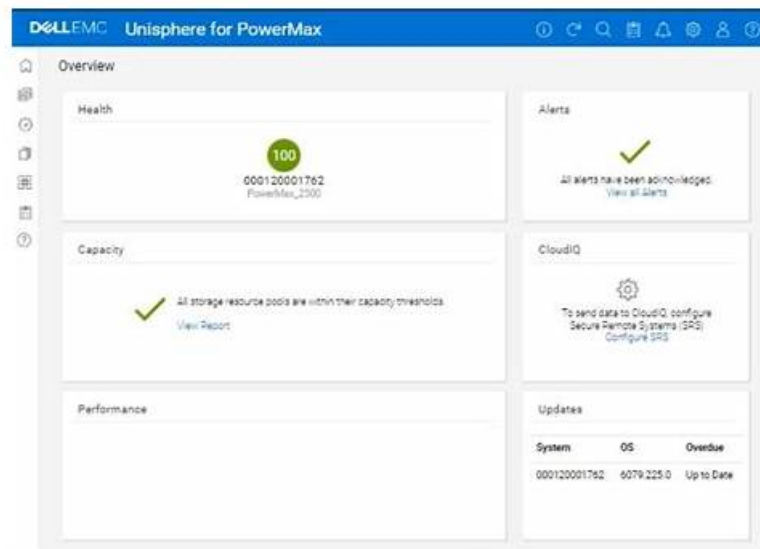 DELLEMC Unisphere for PowerMax
Overview
Health
100
000120001762
PowerMax_2500
Alerts
All alerts have been acknowledged.
View all Alerts
Capacity
All storage resource pools are within their capacity thresholds.
View Report
CloudIQ
To send data to CloudIQ, configure
Secure Remote Systems (SRS)
Configure SRS
Performance
Updates
System OS Overdue
000120001762 6079.225.0 Up to Date